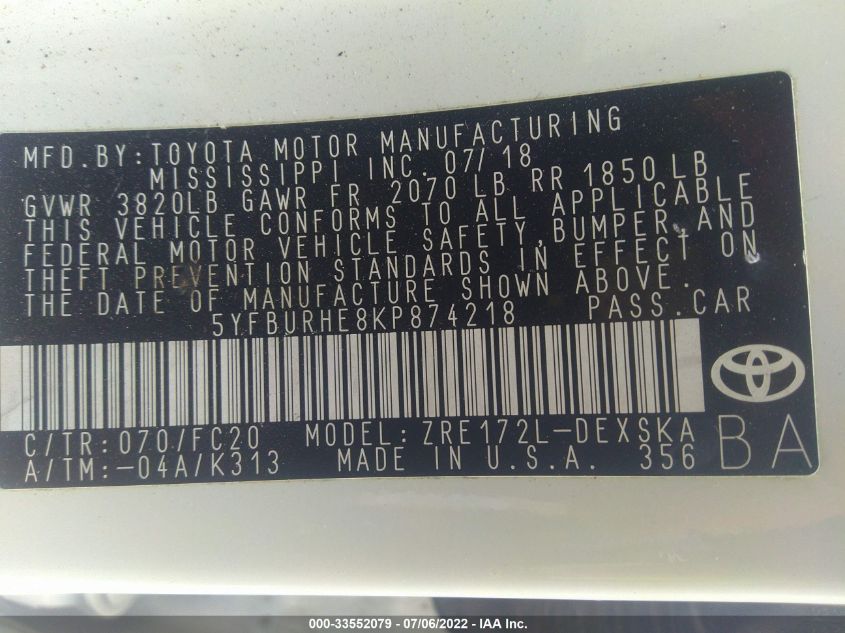 MFD.BY:TOYOTA MOTOR MANUFACTURING
MISSISSIPPI INC. 07/18
GVWR 3820LB GAWR FR 2070LB RR 1850LB
THIS VEHICLE CONFORMS TO ALL APPLICABLE
FEDERAL MOTOR VEHICLE SAFETY,BUMPER,AND
THEFT PREVENTION STANDARDS IN EFFECT ON
THE DATE OF MANUFACTURE SHOWN ABOVE.
5YFBURHE8KP874218 PASS.CAR
C/TR:070/FC20 MODEL:ZRE172L-DEXSKA
A/TM:-04A/K313 MADE IN U.S.A. 356
BA
000-33552079 - 07/06/2022 - IAA Inc.